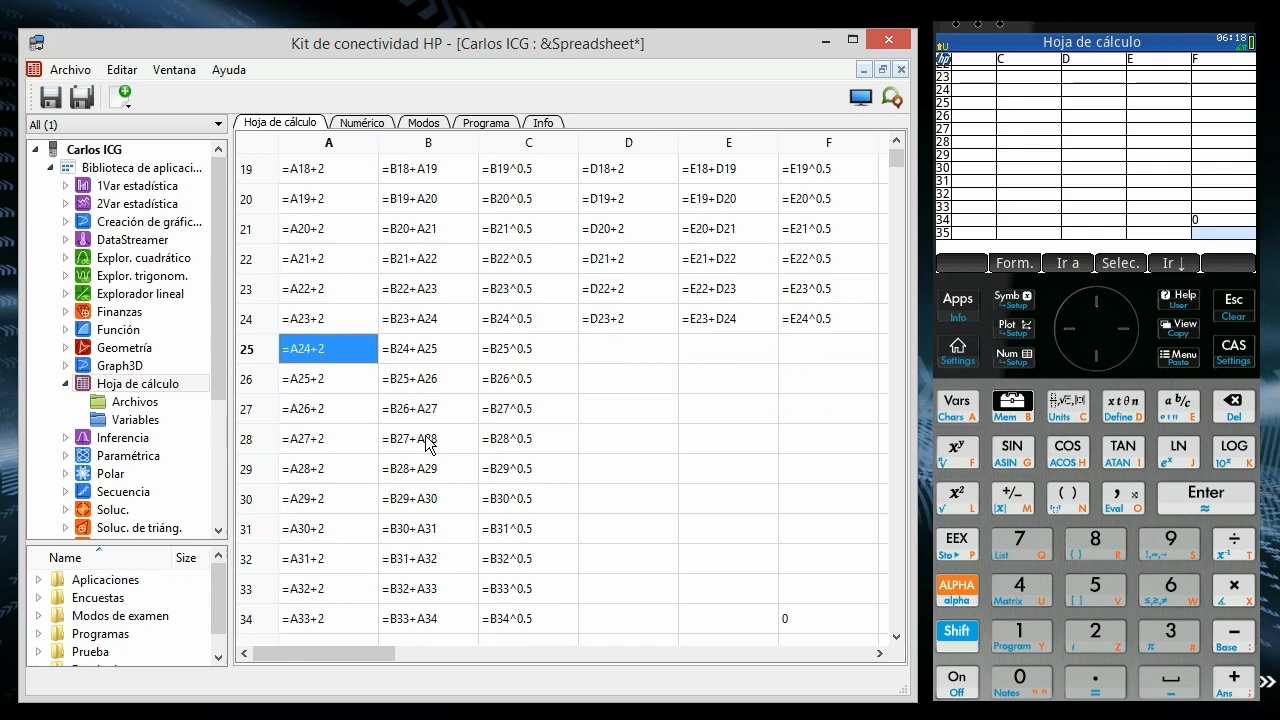 Kit de conectividad HP - [Carlos ICG : &Spreadsheet*]
Archivo Editar Ventana Ayuda
All (1)
Carlos ICG
Biblioteca de aplicaci...
1Var estadística
2Var estadística
Creación de gráfic...
DataStreamer
Explor. cuadrático
Explor. trigonom.
Explorador lineal
Finanzas
Función
Geometría
Graph3D
Hoja de cálculo
Archivos
Variables
Inferencia
Paramétrica
Polar
Secuencia
Soluc.
Soluc. de triáng.
Name Size
Aplicaciones
Encuestas
Modos de examen
Programas
Prueba
Hoja de cálculo Numérico Modos Programa Info
A B C D E F
19 =A18+2 =B18+A19 =B19^0.5 =D18+2 =E18+D19 =E19^0.5
20 =A19+2 =B19+A20 =B20^0.5 =D19+2 =E19+D20 =E20^0.5
21 =A20+2 =B20+A21 =B21^0.5 =D20+2 =E20+D21 =E21^0.5
22 =A21+2 =B21+A22 =B22^0.5 =D21+2 =E21+D22 =E22^0.5
23 =A22+2 =B22+A23 =B23^0.5 =D22+2 =E22+D23 =E23^0.5
24 =A23+2 =B23+A24 =B24^0.5 =D23+2 =E23+D24 =E24^0.5
25 =A24+2 =B24+A25 =B25^0.5
26 =A25+2 =B25+A26 =B26^0.5
27 =A26+2 =B26+A27 =B27^0.5
28 =A27+2 =B27+A28 =B28^0.5
29 =A28+2 =B28+A29 =B29^0.5
30 =A29+2 =B29+A30 =B30^0.5
31 =A30+2 =B30+A31 =B31^0.5
32 =A31+2 =B31+A32 =B32^0.5
33 =A32+2 =B32+A33 =B33^0.5
34 =A33+2 =B33+A34 =B34^0.5 0
Hoja de cálculo 06:18
hp C D E F
23
24
25
26
27
28
29
30
31
32
33
34 0
35
Form. Ir a Selec. Ir ↓
Apps Info
Symb Setup
Help User
Esc Clear
Plot Setup
View Copy
Settings
Num Setup
Menu Paste
CAS Settings
Vars Chars A
Mem B
Units C
x t θ n Define D
a b/c E
Del
xʸ F
SIN ASIN G
COS ACOS H
TAN ATAN I
LN eˣ J
LOG 10ˣ K
x² √ L
+/− |x| M
( ) N
, Eval O
Enter ≈
EEX Sto ▸ P
7 List Q
8 { } R
9 S
÷ x⁻¹ T
ALPHA alpha
4 Matrix U
5 [ ] V
6 ≤,≥,≠ W
× ∡ X
Shift
1 Program Y
2 i Z
3 π #
− Base :
On Off
0 Notes " "
. =
_
+ Ans ;